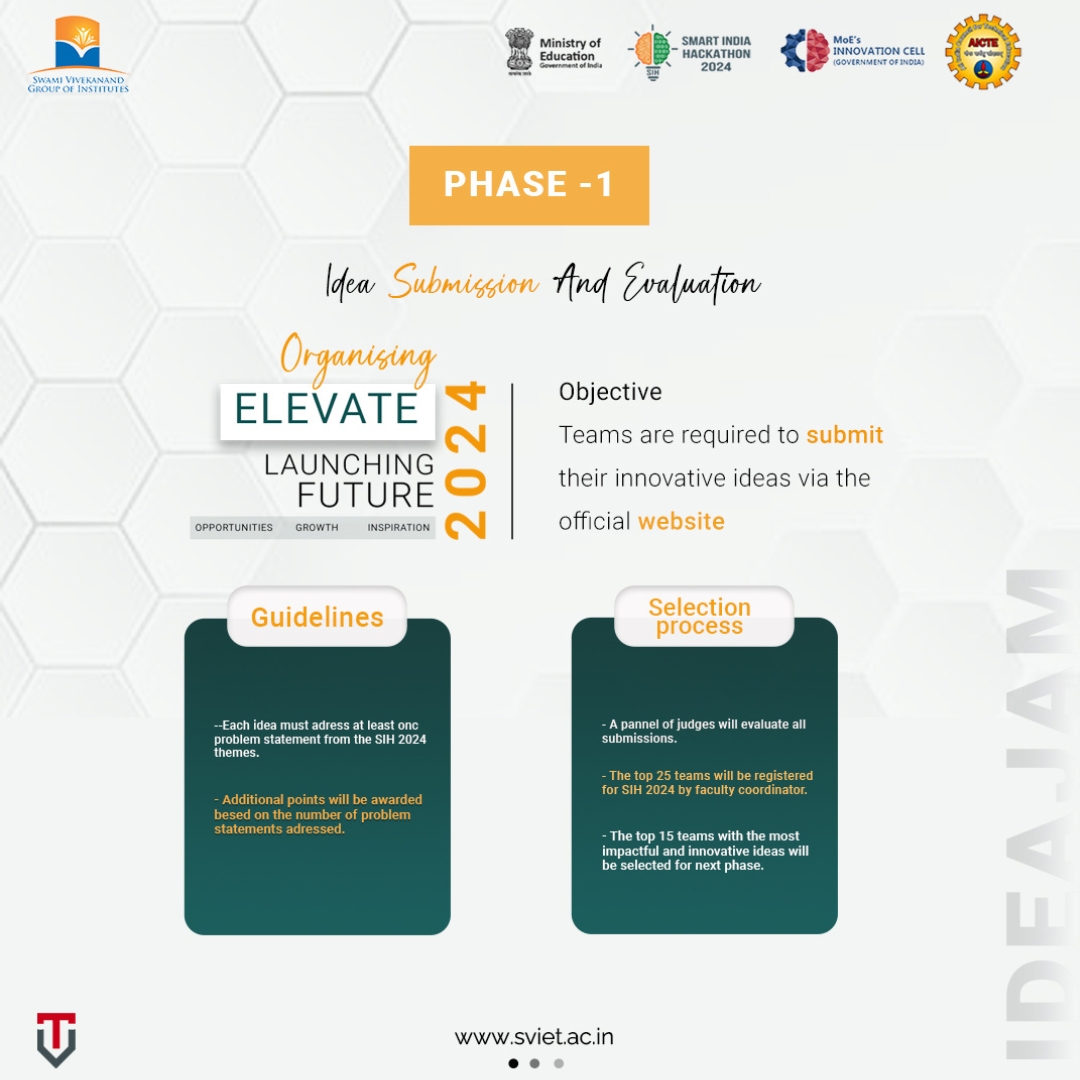 SWAMI VIVEKANAND
GROUP OF INSTITUTES
Ministry of
Education
Government of India
SIH
SMART INDIA
HACKATHON
2024
MoE's
INNOVATION CELL
(GOVERNMENT OF INDIA)
AICTE
PHASE -1
Idea Submission And Evaluation
Organising
ELEVATE
LAUNCHING
FUTURE
2024
OPPORTUNITIES GROWTH INSPIRATION
Objective
Teams are required to submit
their innovative ideas via the
official website
Guidelines
--Each idea must adress at least onc
problem statement from the SIH 2024
themes.
- Additional points will be awarded
besed on the number of problem
statements adressed.
Selection
process
- A pannel of judges will evaluate all
submissions.
- The top 25 teams will be registered
for SIH 2024 by faculty coordinator.
- The top 15 teams with the most
impactful and innovative ideas will
be selected for next phase.
IDEAJAM
www.sviet.ac.in